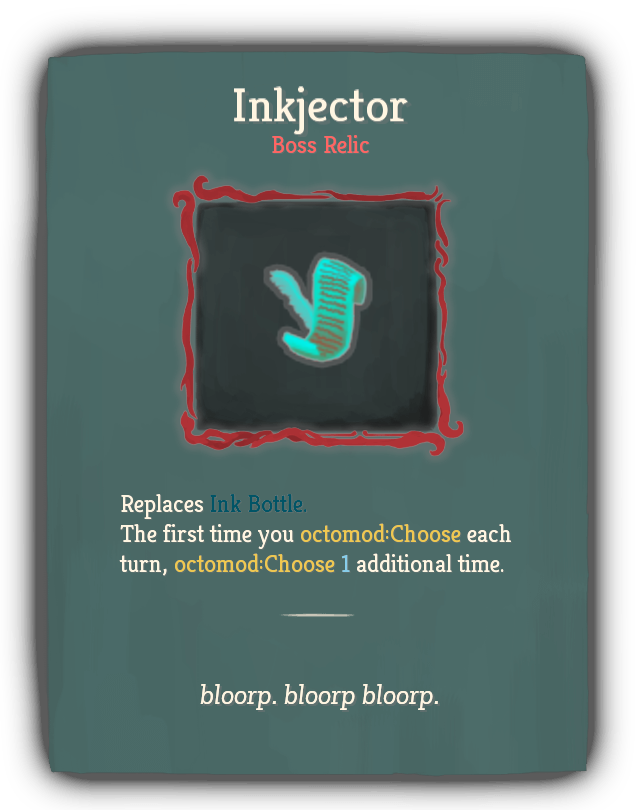 Inkjector
Boss Relic
Replaces Ink Bottle.
The first time you octomod:Choose each
turn, octomod:Choose 1 additional time.
bloorp. bloorp bloorp.